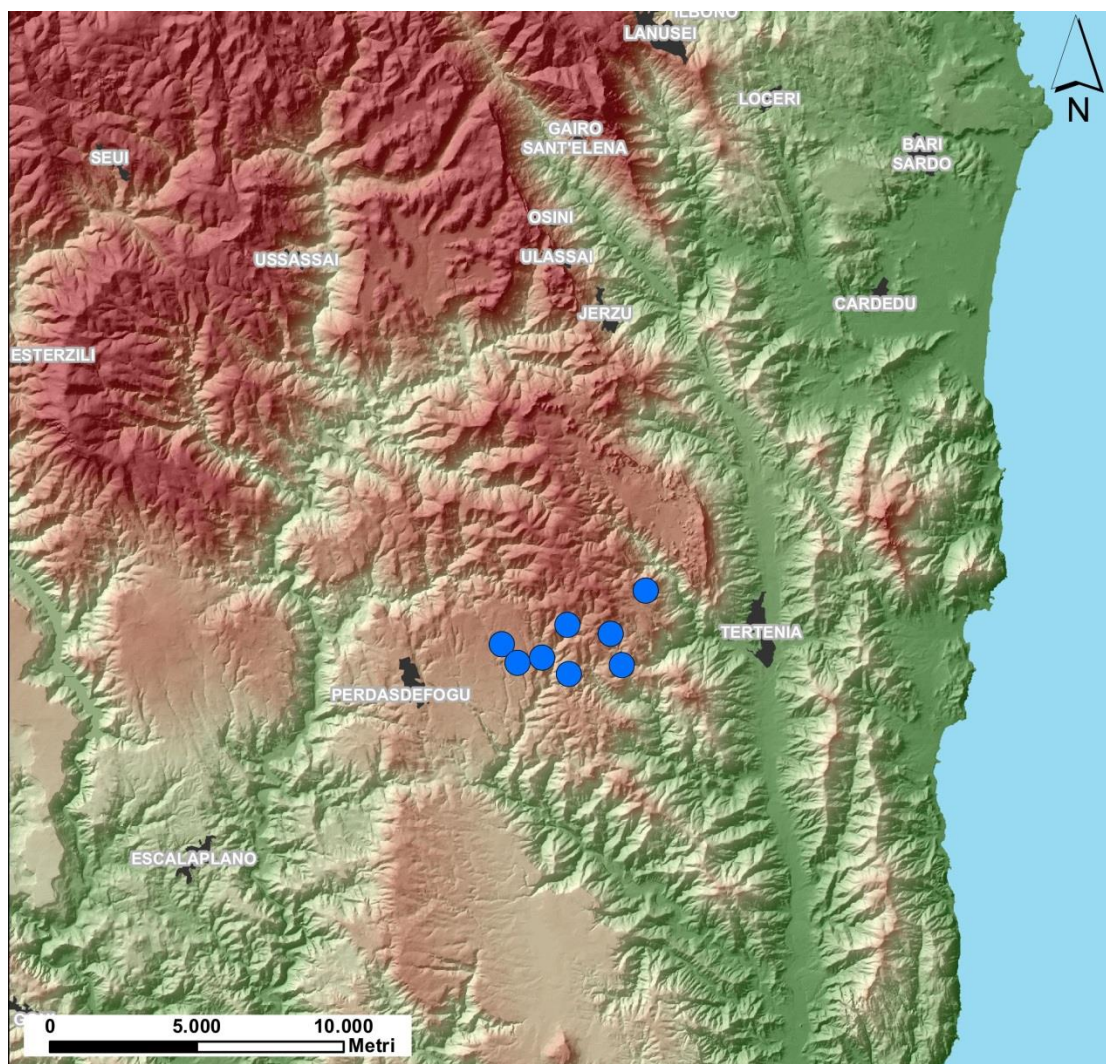 ILBONO
LANUSEI
LOCERI
N
GAIRO
SANT'ELENA
BARI
SARDO
SEUI
OSINI
USSASSAI
ULASSAI
CARDEDU
JERZU
ESTERZILI
TERTENIA
PERDASDEFOGU
ESCALAPLANO
0 5.000 10.000
Metri